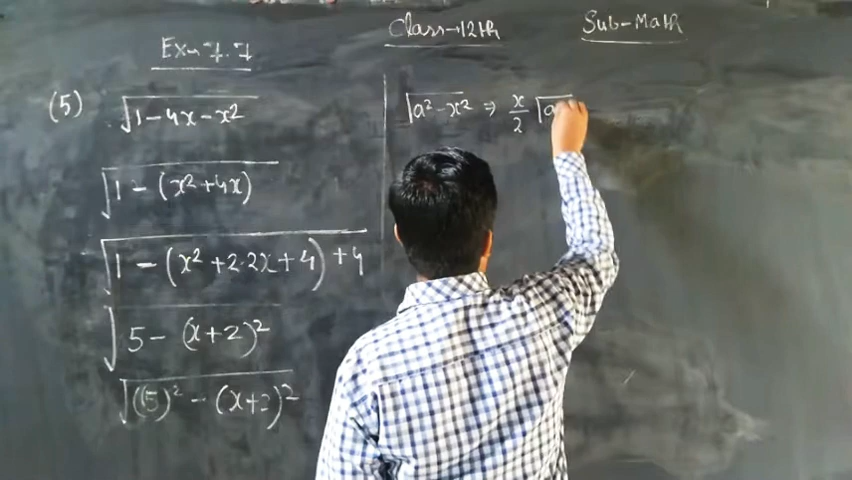 Class→12th
Sub-Math
Ex-7.7
(5) √1-4x-x²
√1-(x²+4x)
√1-(x²+2·2x+4)+4
√5-(x+2)²
√(√5)²-(x+2)²
√a²-x² ⇒ x/2 √a